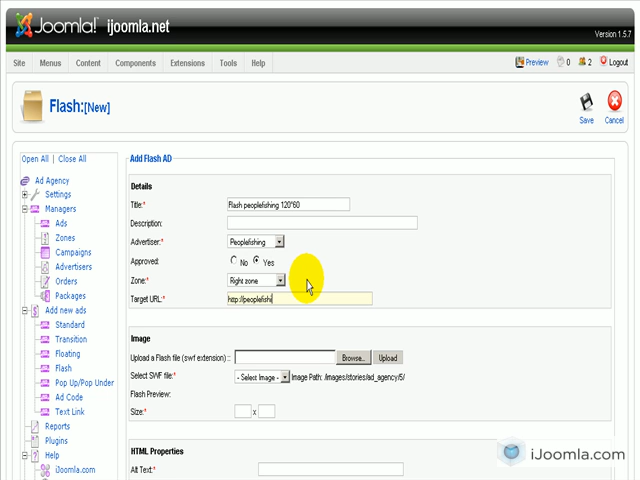 Joomla! ijoomla.net
Version 1.5.7
Site Menus Content Components Extensions Tools Help Preview 0 2 Logout
Flash:[New]
Save Cancel
Open All | Close All
Ad Agency
Settings
Managers
Ads
Zones
Campaigns
Advertisers
Orders
Packages
Add new ads
Standard
Transition
Floating
Flash
Pop Up/Pop Under
Ad Code
Text Link
Reports
Plugins
Help
iJoomla.com
Add Flash AD
Details
Title:* Flash peoplefishing 120*60
Description:
Advertiser:* Peoplefishing
Approved: No Yes
Zone:* Right zone
Target URL:* http://peoplefishi
Image
Upload a Flash file (swf extension):: Browse... Upload
Select SWF file:* - Select Image - Image Path: /images/stories/ad_agency/5/
Flash Preview:
Size:* x
HTML Properties
Alt Text:*
iJoomla.com